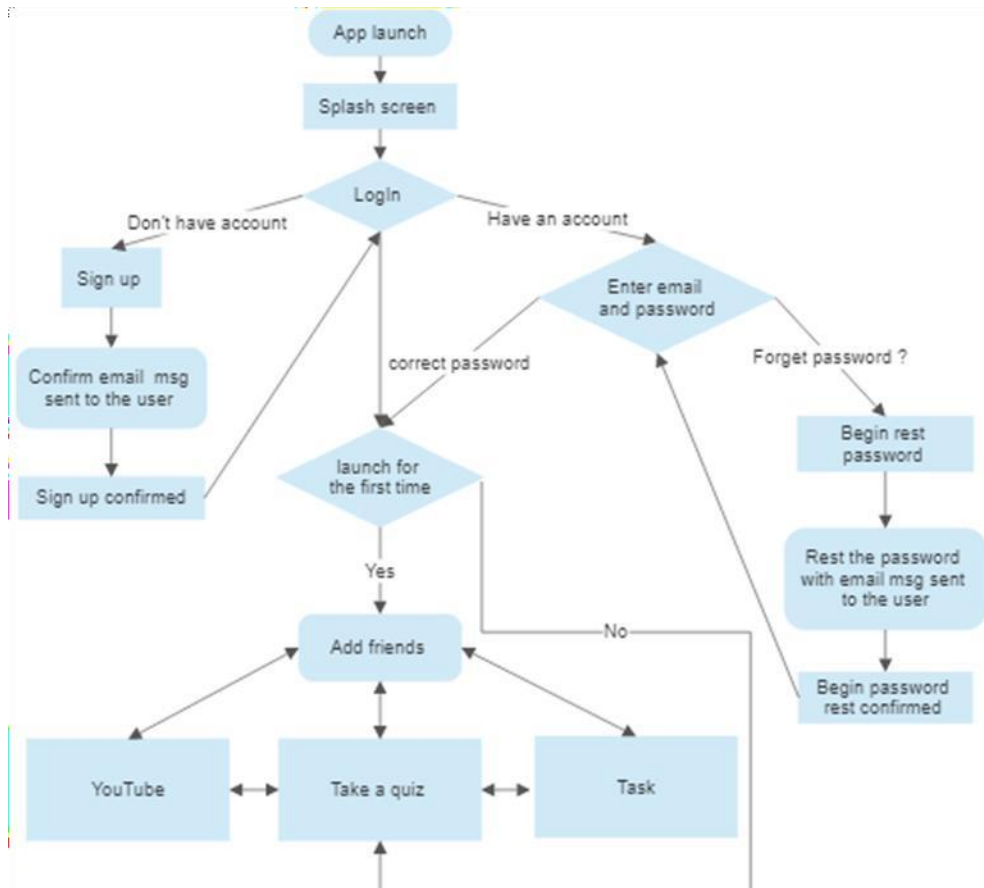 App launch
Splash screen
LogIn
Don't have account
Have an account
Sign up
Enter email
and password
correct password
Forget password ?
Confirm email msg
sent to the user
Begin rest
password
launch for
the first time
Sign up confirmed
Rest the password
with email msg sent
to the user
Yes
No
Add friends
Begin password
rest confirmed
YouTube
Take a quiz
Task